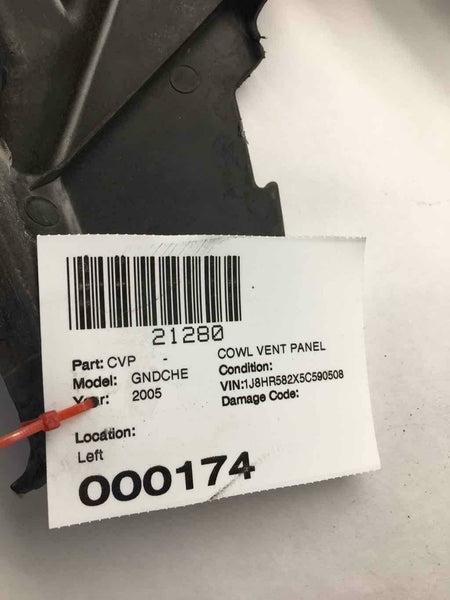 21280
Part: CVP - COWL VENT PANEL
Model: GNDCHE Condition:
Year: 2005 VIN:1J8HR582X5C590508
Damage Code:
Location:
Left
000174